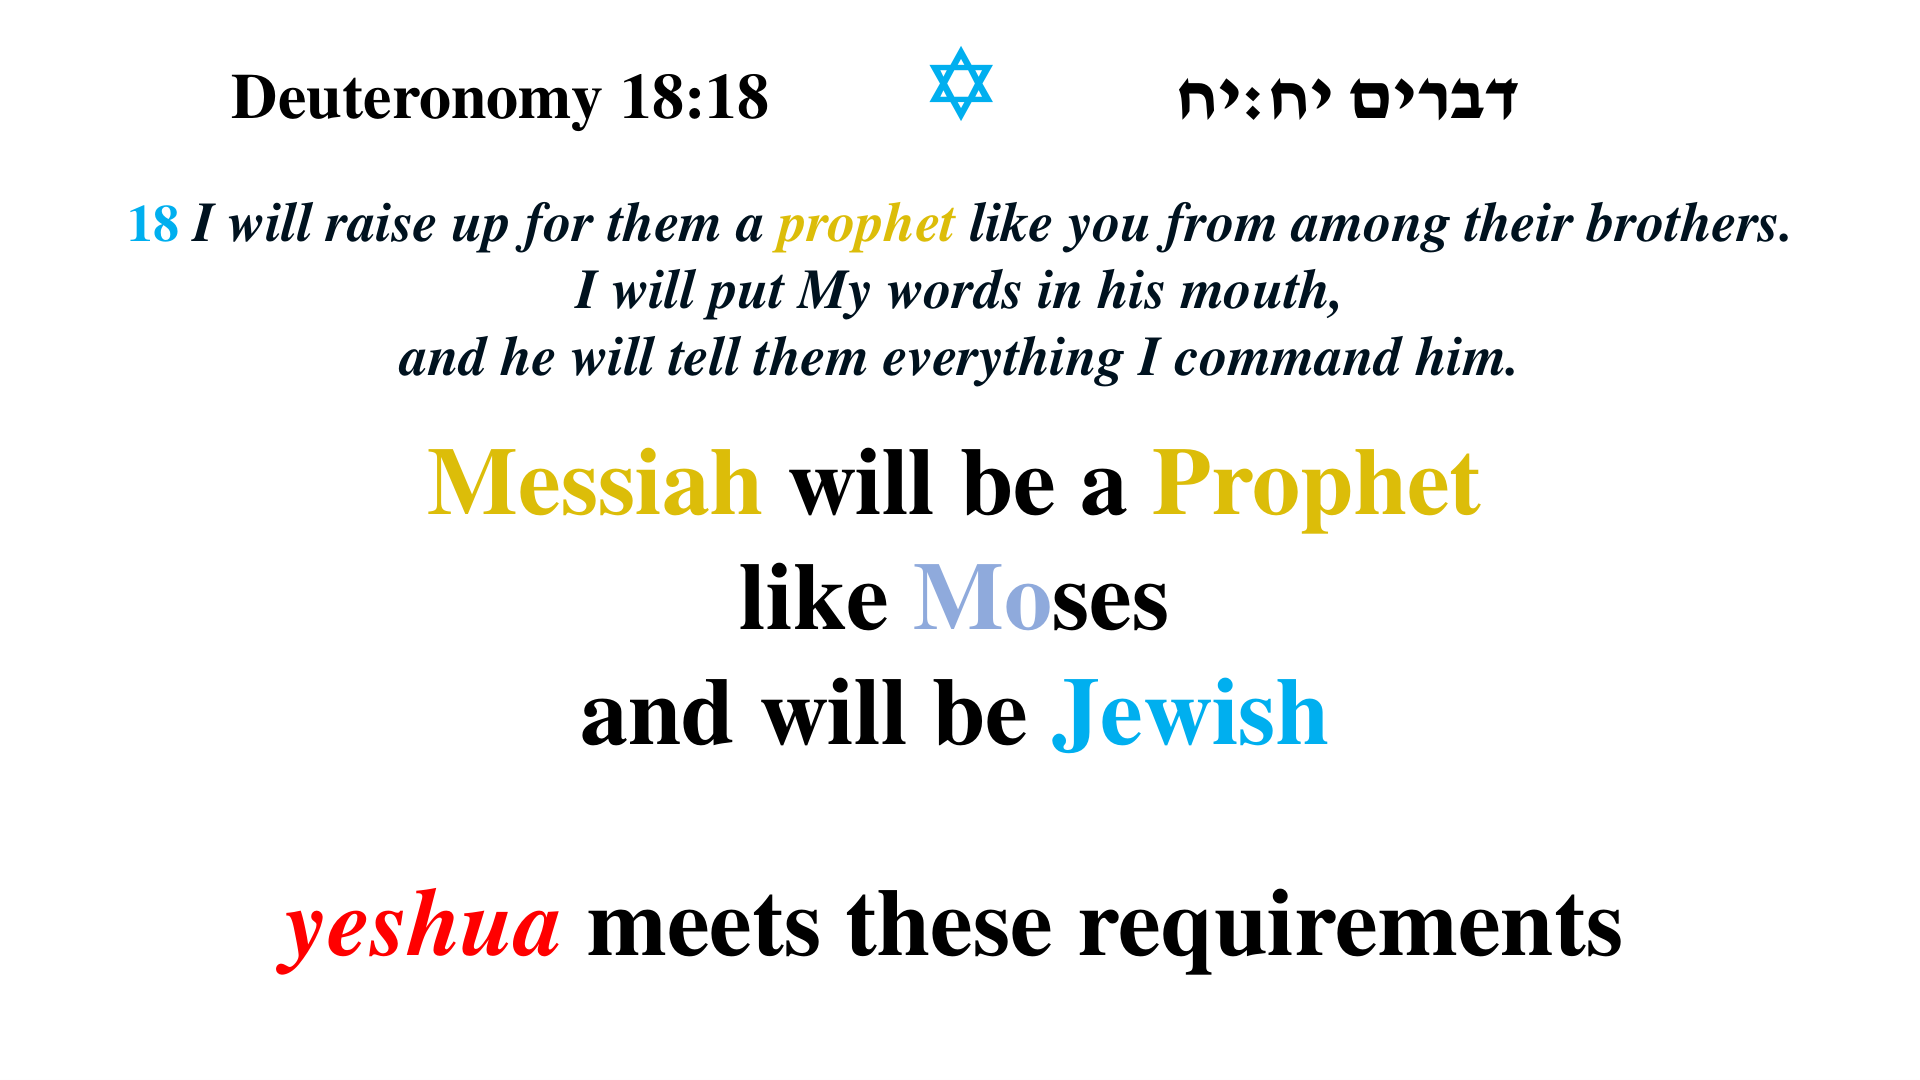 Deuteronomy 18:18 ✡ דברים יח:יח
18 I will raise up for them a prophet like you from among their brothers.
I will put My words in his mouth,
and he will tell them everything I command him.
Messiah will be a Prophet
like Moses
and will be Jewish
yeshua meets these requirements